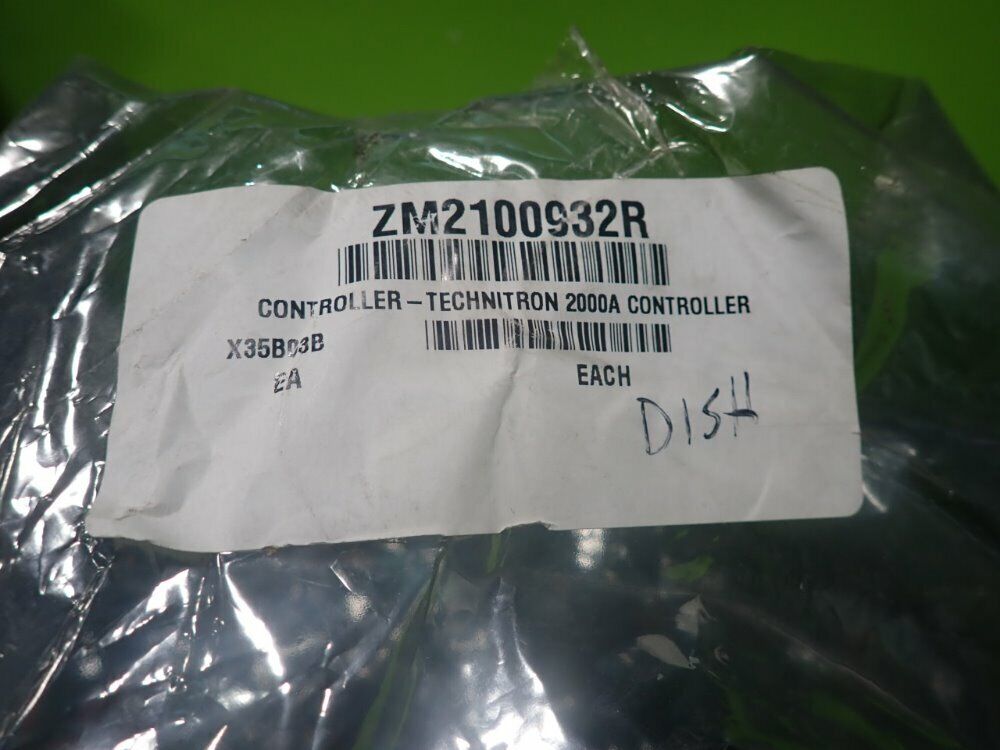 ZM2100932R
CONTROLLER-TECHNITRON 2000A CONTROLLER
X35B03B
EA EACH
DISH